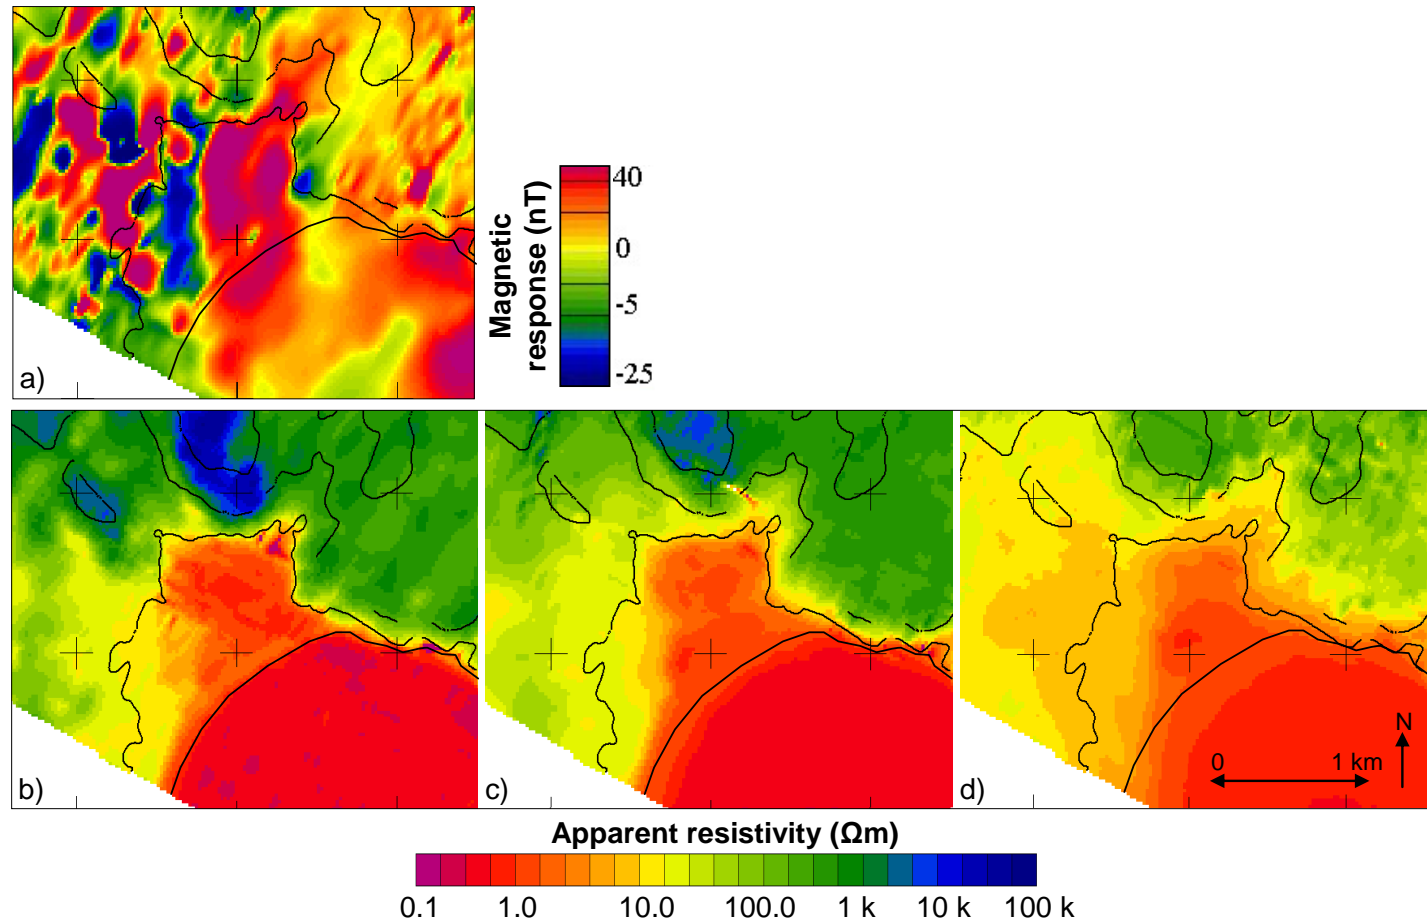 a)
Magnetic
response (nT)
40
0
-5
-25
b)
c)
d)
N
0 1 km
Apparent resistivity (Ωm)
0.1 1.0 10.0 100.0 1 k 10 k 100 k